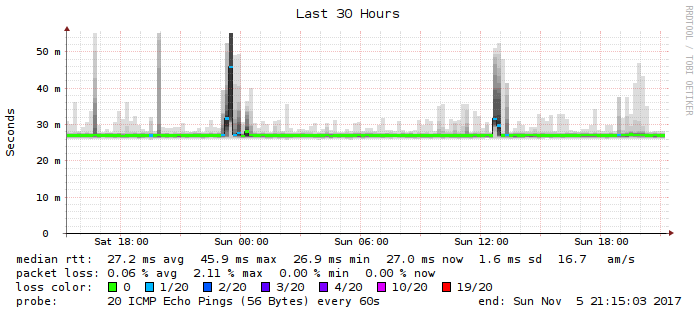 Last 30 Hours
RRDTOOL / TOBI OETIKER
Seconds
50 m
40 m
30 m
20 m
10 m
0
Sat 18:00 Sun 00:00 Sun 06:00 Sun 12:00 Sun 18:00
median rtt: 27.2 ms avg 45.9 ms max 26.9 ms min 27.0 ms now 1.6 ms sd 16.7 am/s
packet loss: 0.06 % avg 2.11 % max 0.00 % min 0.00 % now
loss color: 0 1/20 2/20 3/20 4/20 10/20 19/20
probe: 20 ICMP Echo Pings (56 Bytes) every 60s end: Sun Nov 5 21:15:03 2017